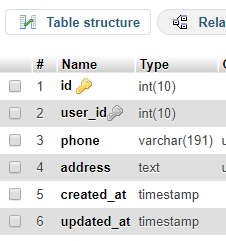 Table structure Rela
# Name Type
1 id int(10)
2 user_id int(10)
3 phone varchar(191)
4 address text
5 created_at timestamp
6 updated_at timestamp